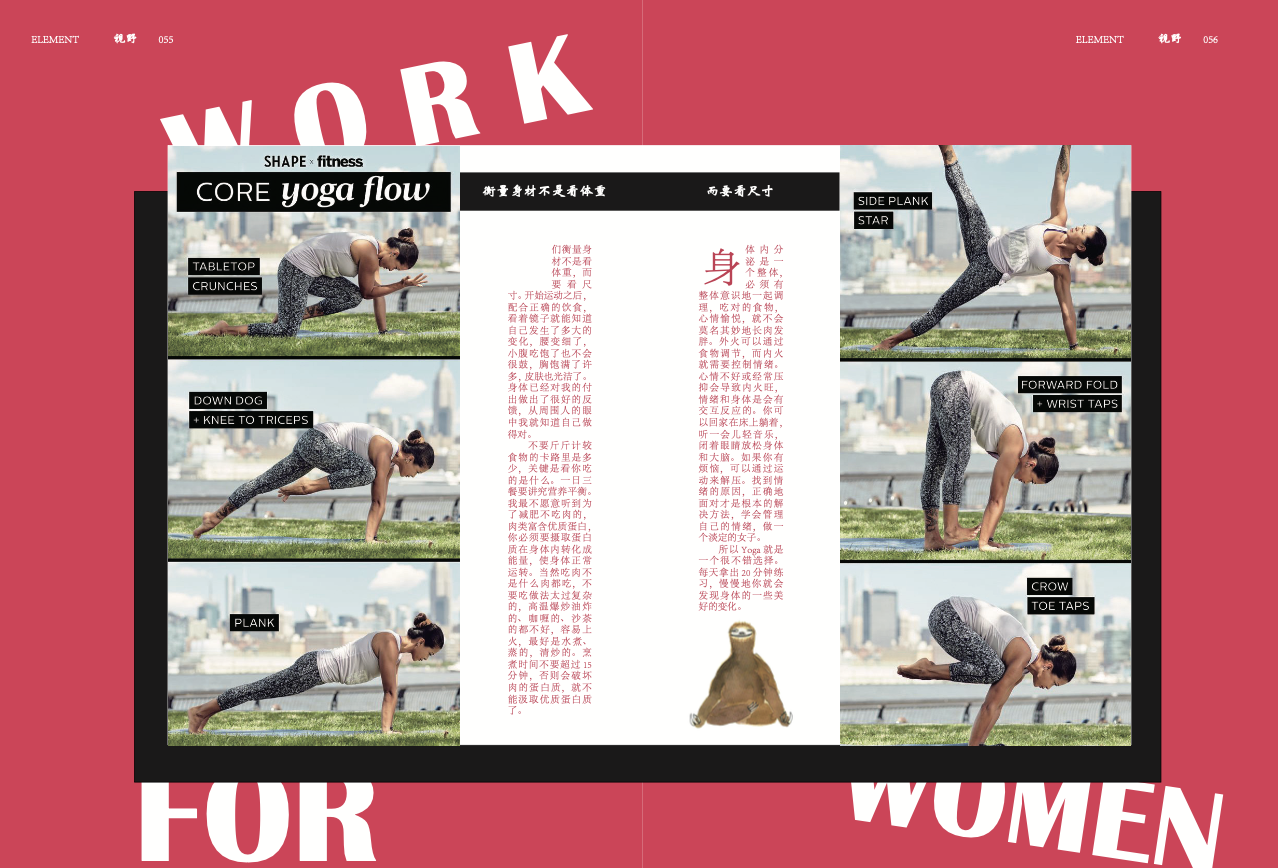 ELEMENT 视野 055
ELEMENT 视野 056
WORK
SHAPE x fitness
CORE yoga flow
TABLETOP
CRUNCHES
DOWN DOG
+ KNEE TO TRICEPS
PLANK
衡量身材不是看体重
而要看尺寸
们衡量身
材不是看
体重，而
要看尺
寸。开始运动之后，
配合正确的饮食，
看着镜子就能知道
自己发生了多大的
变化，腰变细了，
小腹吃饱了也不会
很鼓，胸饱满了许
多，皮肤也光洁了。
身体已经对我的付
出做出了很好的反
馈，从周围人的眼
中我就知道自己做
得对。
不要斤斤计较
食物的卡路里是多
少，关键是看你吃
的是什么。一日三
餐要讲究营养平衡。
我最不愿意听到为
了减肥不吃肉的，
肉类富含优质蛋白，
你必须要摄取蛋白
质在身体内转化成
能量，使身体正常
运转。当然吃肉不
是什么肉都吃，不
要吃做法太过复杂
的，高温爆炒油炸
的、咖喱的、沙茶
的都不好，容易上
火，最好是水煮、
蒸的，清炒的。烹
煮时间不要超过 15
分钟，否则会破坏
肉的蛋白质，就不
能汲取优质蛋白质
了。
身
体内分
泌是一
个整体，
必须有
整体意识地一起调
理，吃对的食物，
心情愉悦，就不会
莫名其妙地长肉发
胖。外火可以通过
食物调节，而内火
就需要控制情绪。
心情不好或经常压
抑会导致内火旺，
情绪和身体是会有
交互反应的。你可
以回家在床上躺着，
听一会儿轻音乐，
闭着眼睛放松身体
和大脑。如果你有
烦恼，可以通过运
动来解压。找到情
绪的原因，正确地
面对才是根本的解
决方法，学会管理
自己的情绪，做一
个淡定的女子。
所以 Yoga 就是
一个很不错选择。
每天拿出 20 分钟练
习，慢慢地你就会
发现身体的一些美
好的变化。
SIDE PLANK
STAR
FORWARD FOLD
+ WRIST TAPS
CROW
TOE TAPS
FOR
WOMEN